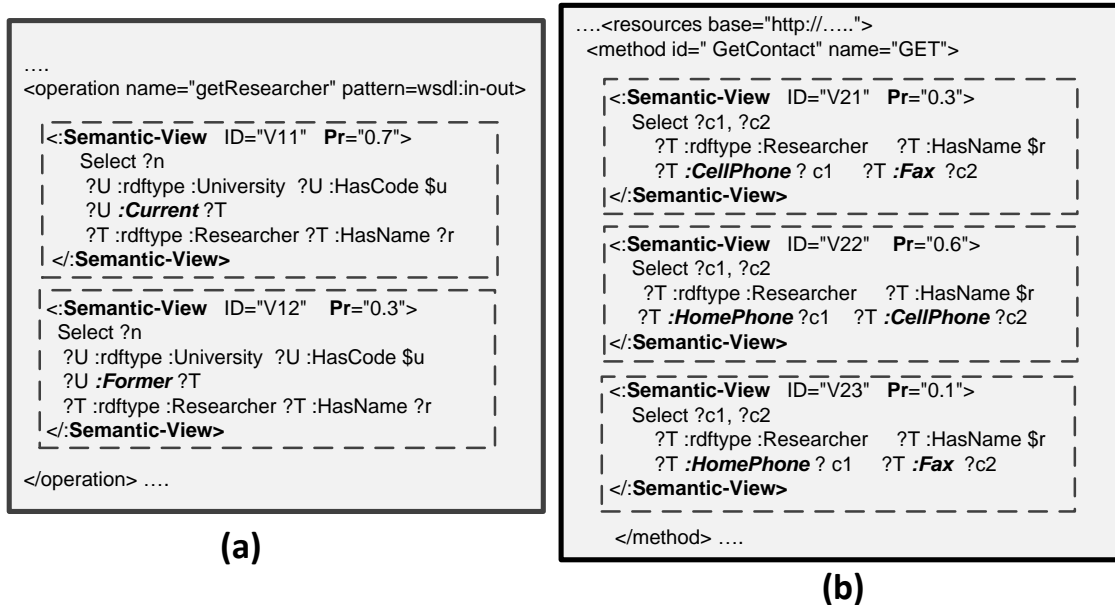 ….
<operation name="getResearcher" pattern=wsdl:in-out>
<:Semantic-View ID="V11" Pr="0.7">
Select ?n
?U :rdftype :University ?U :HasCode $u
?U :Current ?T
?T :rdftype :Researcher ?T :HasName ?r
</:Semantic-View>
<:Semantic-View ID="V12" Pr="0.3">
Select ?n
?U :rdftype :University ?U :HasCode $u
?U :Former ?T
?T :rdftype :Researcher ?T :HasName ?r
</:Semantic-View>
</operation> ….
(a)
….<resources base="http://…..">
<method id=" GetContact" name="GET">
<:Semantic-View ID="V21" Pr="0.3">
Select ?c1, ?c2
?T :rdftype :Researcher ?T :HasName $r
?T :CellPhone ? c1 ?T :Fax ?c2
</:Semantic-View>
<:Semantic-View ID="V22" Pr="0.6">
Select ?c1, ?c2
?T :rdftype :Researcher ?T :HasName $r
?T :HomePhone ?c1 ?T :CellPhone ?c2
</:Semantic-View>
<:Semantic-View ID="V23" Pr="0.1">
Select ?c1, ?c2
?T :rdftype :Researcher ?T :HasName $r
?T :HomePhone ? c1 ?T :Fax ?c2
</:Semantic-View>
</method> ….
(b)